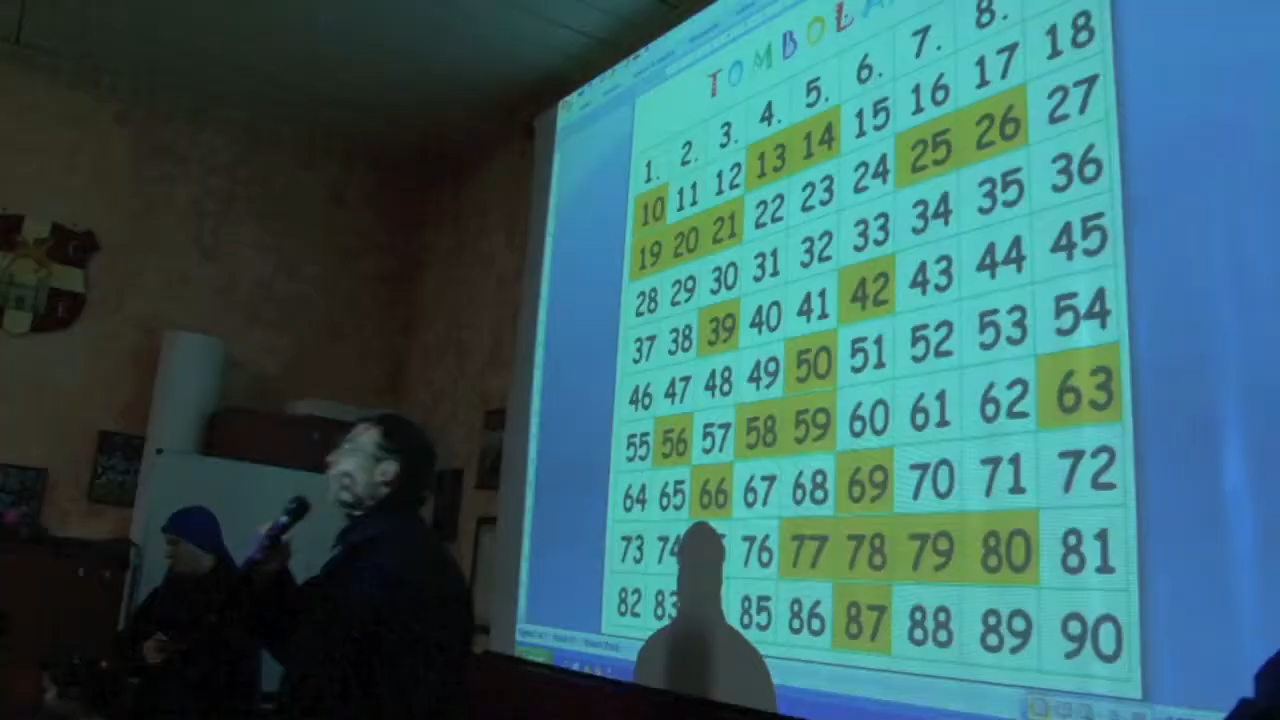 TOMBOLA
1. 2. 3. 4. 5. 6. 7. 8.
10 11 12 13 14 15 16 17 18
19 20 21 22 23 24 25 26 27
28 29 30 31 32 33 34 35 36
37 38 39 40 41 42 43 44 45
46 47 48 49 50 51 52 53 54
55 56 57 58 59 60 61 62 63
64 65 66 67 68 69 70 71 72
73 74 76 77 78 79 80 81
82 83 85 86 87 88 89 90